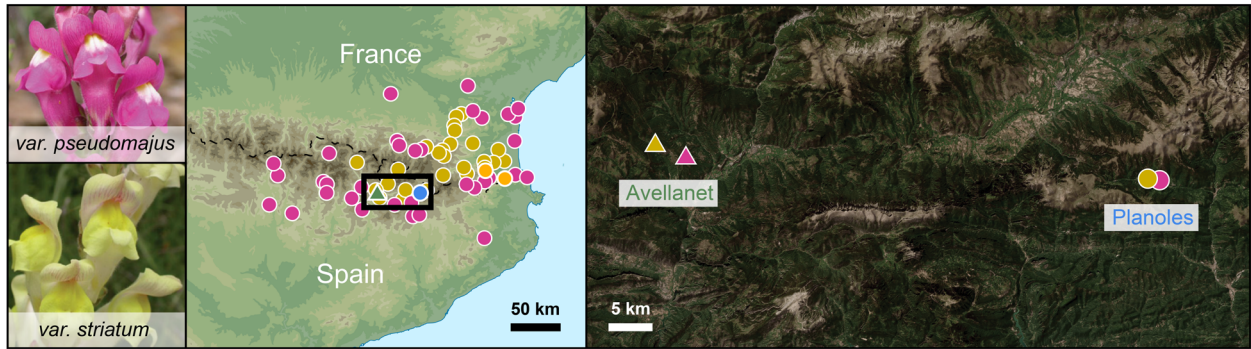 var. pseudomajus
var. striatum
France
Spain
50 km
Avellanet
Planoles
5 km